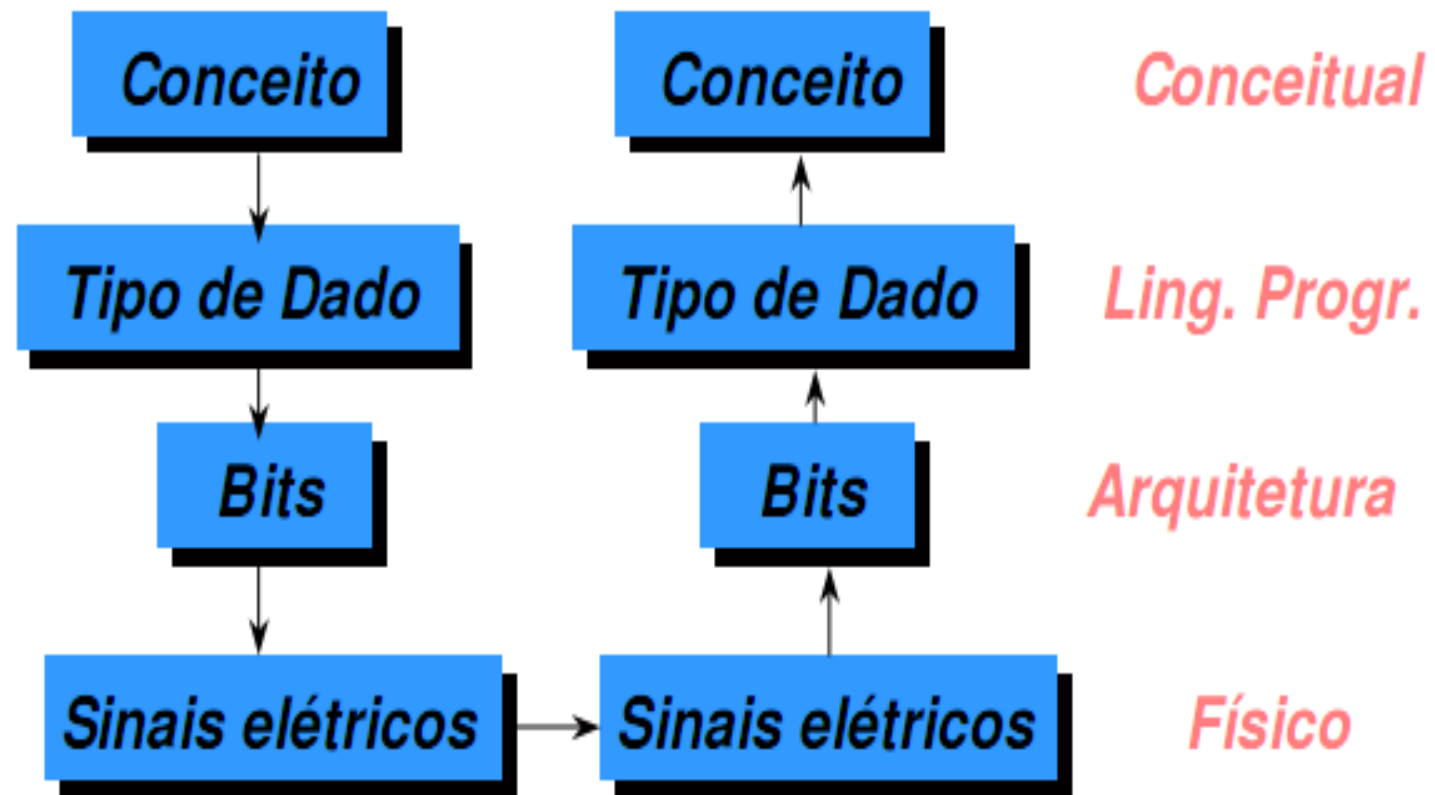 Conceito Conceito Conceitual
Tipo de Dado Tipo de Dado Ling. Progr.
Bits Bits Arquitetura
Sinais elétricos Sinais elétricos Físico